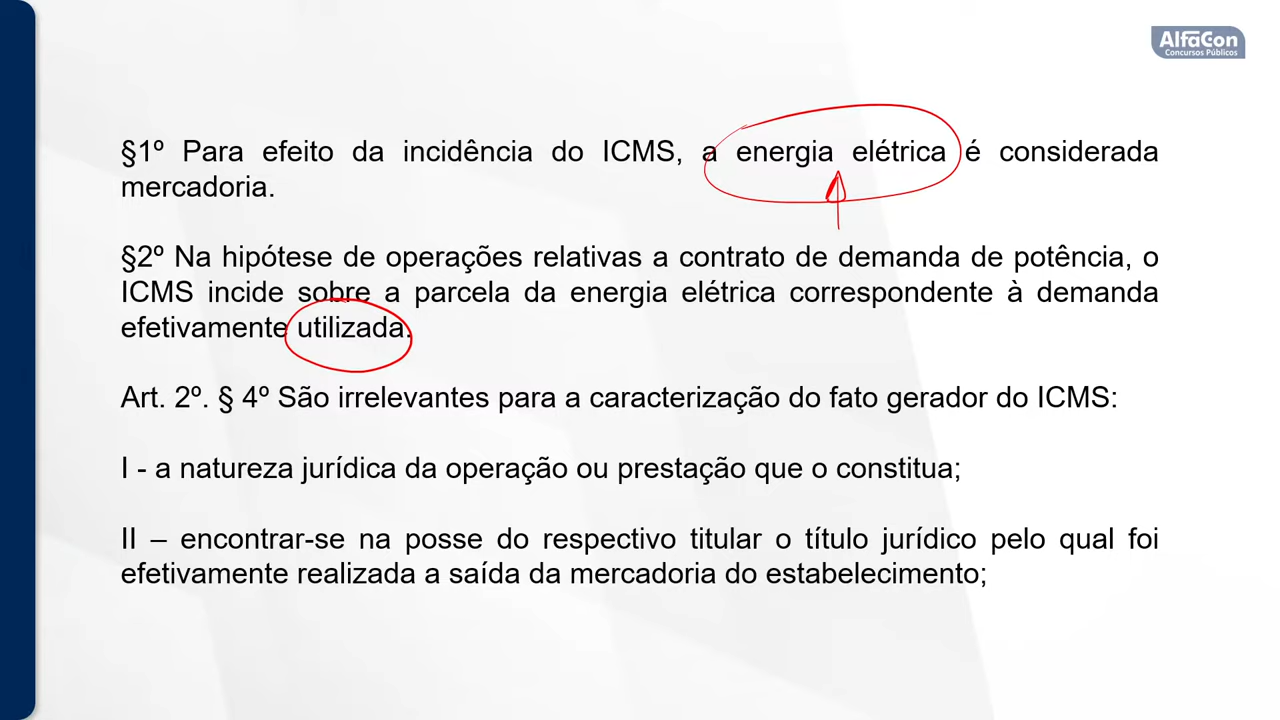 AlfaCon
Concursos Públicos
§1º Para efeito da incidência do ICMS, a energia elétrica é considerada
mercadoria.
§2º Na hipótese de operações relativas a contrato de demanda de potência, o
ICMS incide sobre a parcela da energia elétrica correspondente à demanda
efetivamente utilizada.
Art. 2º. § 4º São irrelevantes para a caracterização do fato gerador do ICMS:
I - a natureza jurídica da operação ou prestação que o constitua;
II – encontrar-se na posse do respectivo titular o título jurídico pelo qual foi
efetivamente realizada a saída da mercadoria do estabelecimento;